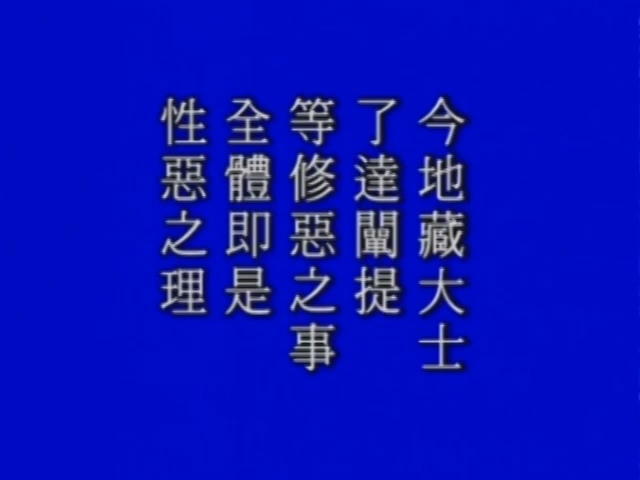 今地藏大士
了達闡提
等修惡之事
全體即是
性惡之理